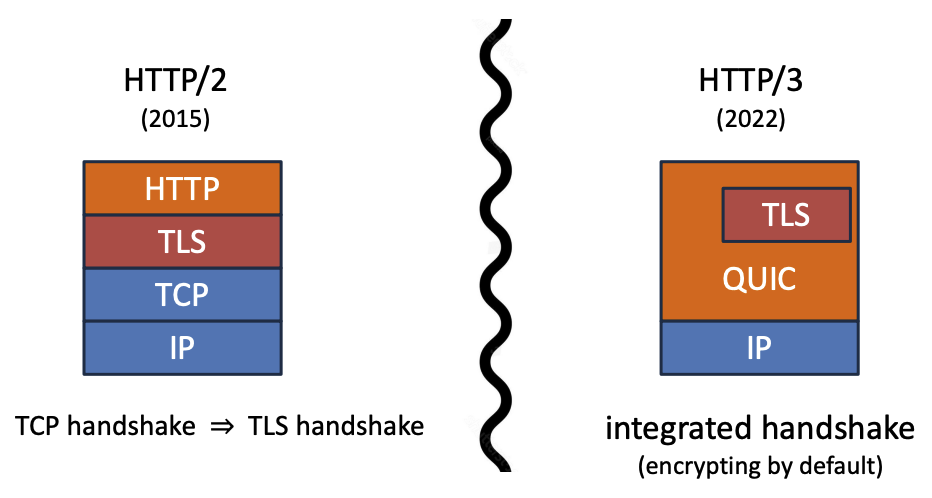 HTTP/2
(2015)
HTTP
TLS
TCP
IP
TCP handshake ⇒ TLS handshake
HTTP/3
(2022)
TLS
QUIC
IP
integrated handshake
(encrypting by default)